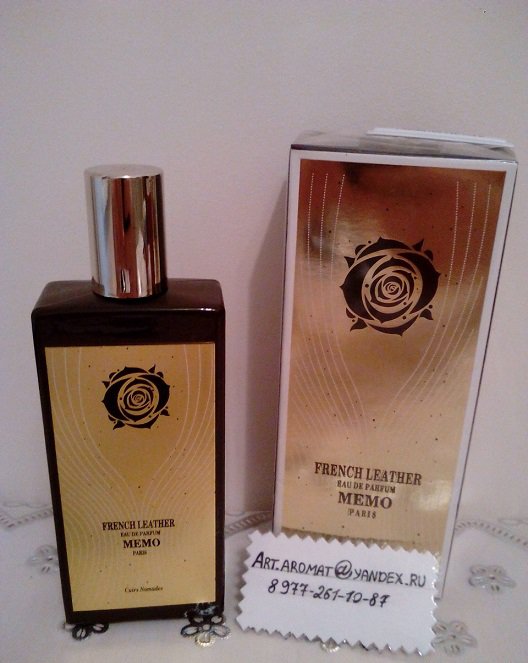 FRENCH LEATHER
EAU DE PARFUM
MEMO
PARIS
Cuirs Nomades
FRENCH LEATHER
EAU DE PARFUM
MEMO
PARIS
ART.AROMAT@YANDEX.RU
8 977-261-10-87